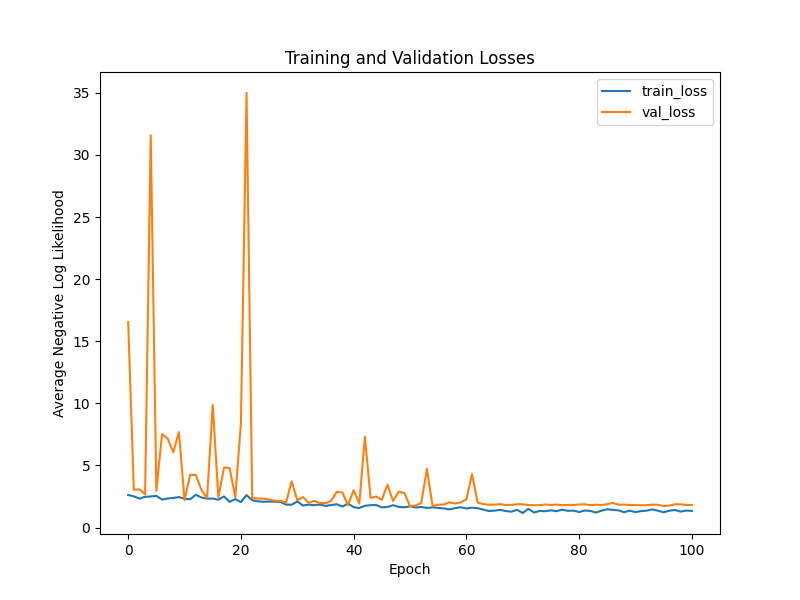 Training and Validation Losses
train_loss
val_loss
Average Negative Log Likelihood
35
30
25
20
15
10
5
0
0 20 40 60 80 100
Epoch